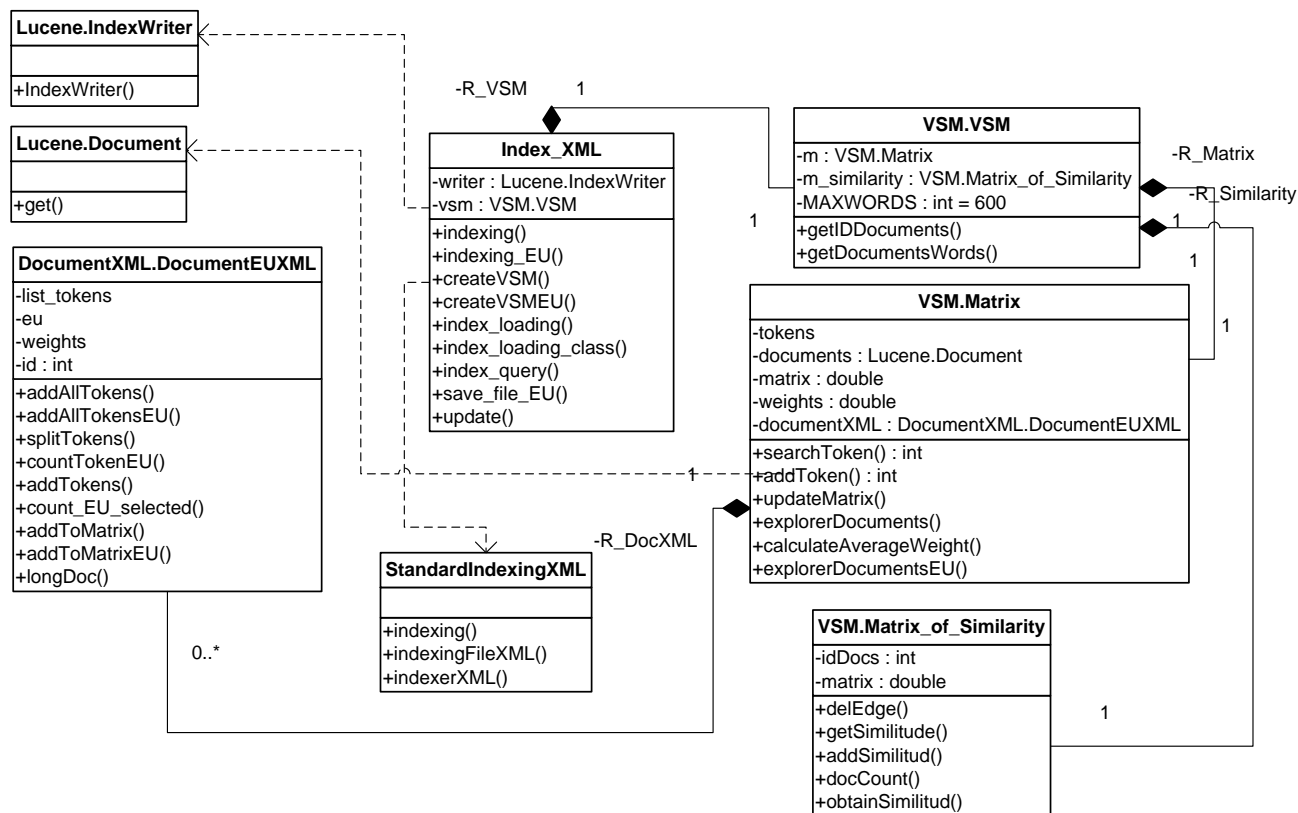 Lucene.IndexWriter
+IndexWriter()
Lucene.Document
+get()
DocumentXML.DocumentEUXML
-list_tokens
-eu
-weights
-id : int
+addAllTokens()
+addAllTokensEU()
+splitTokens()
+countTokenEU()
+addTokens()
+count_EU_selected()
+addToMatrix()
+addToMatrixEU()
+longDoc()
0..*
-R_VSM
1
Index_XML
-writer : Lucene.IndexWriter
-vsm : VSM.VSM
+indexing()
+indexing_EU()
+createVSM()
+createVSMEU()
+index_loading()
+index_loading_class()
+index_query()
+save_file_EU()
+update()
StandardIndexingXML
+indexing()
+indexingFileXML()
+indexerXML()
1
-R_DocXML
1
VSM.VSM
-m : VSM.Matrix
-m_similarity : VSM.Matrix_of_Similarity
-MAXWORDS : int = 600
+getIDDocuments()
+getDocumentsWords()
-R_Matrix
-R_Similarity
1
1
1
VSM.Matrix
-tokens
-documents : Lucene.Document
-matrix : double
-weights : double
-documentXML : DocumentXML.DocumentEUXML
+searchToken() : int
+addToken() : int
+updateMatrix()
+explorerDocuments()
+calculateAverageWeight()
+explorerDocumentsEU()
VSM.Matrix_of_Similarity
-idDocs : int
-matrix : double
+delEdge()
+getSimilitude()
+addSimilitud()
+docCount()
+obtainSimilitud()
1